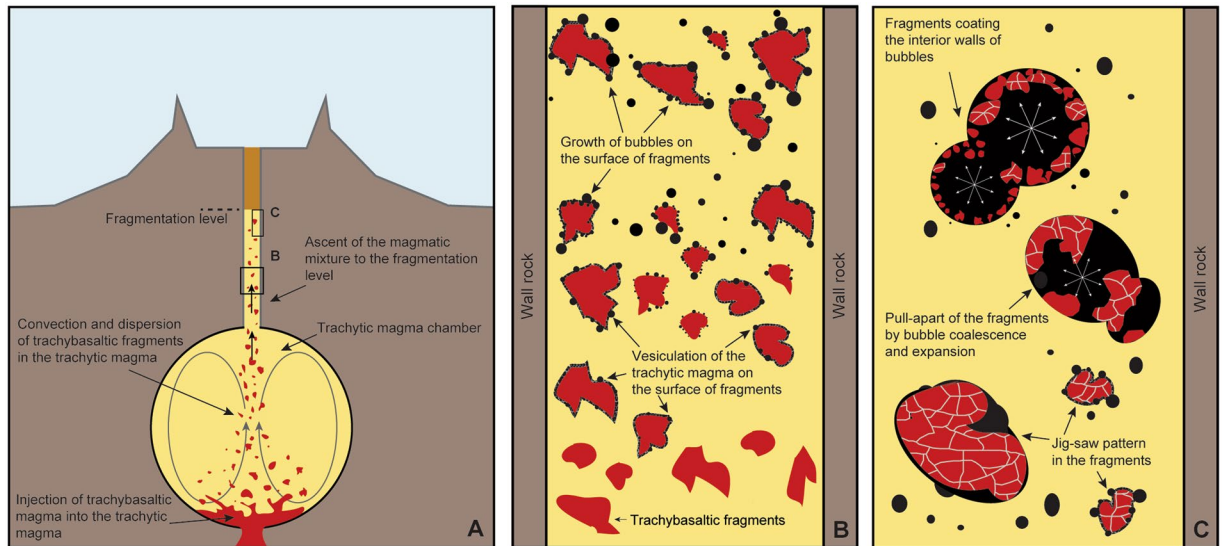 Fragmentation level
C
Ascent of the magmatic
mixture to the fragmentation
level
B
Convection and dispersion
of trachybasaltic fragments
in the trachytic magma
Trachytic magma chamber
Injection of trachybasaltic
magma into the trachytic
magma
A
Wall rock
Growth of bubbles on
the surface of fragments
Vesiculation of the
trachytic magma on
the surface of fragments
Trachybasaltic fragments
Wall rock
B
Fragments coating
the interior walls of
bubbles
Pull-apart of the fragments
by bubble coalescence
and expansion
Jig-saw pattern
in the fragments
Wall rock
C